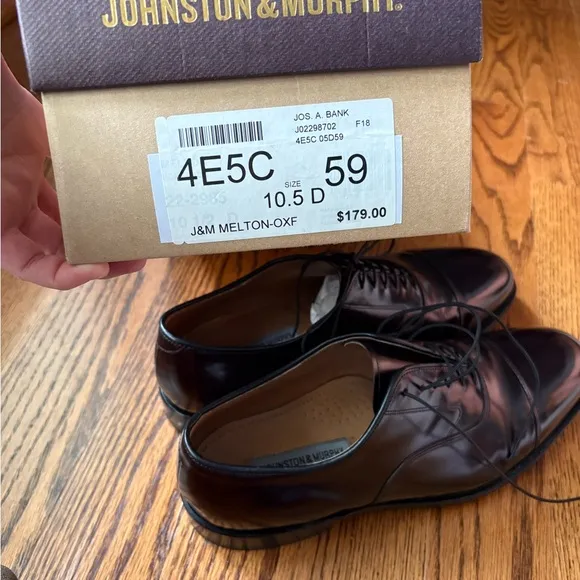 JOHNSTON & MURPHY®
JOS. A. BANK
J02298702 F18
4E5C 05D59
4E5C SIZE 59
10.5 D
$179.00
J&M MELTON-OXF
JOHNSTON & MURPHY